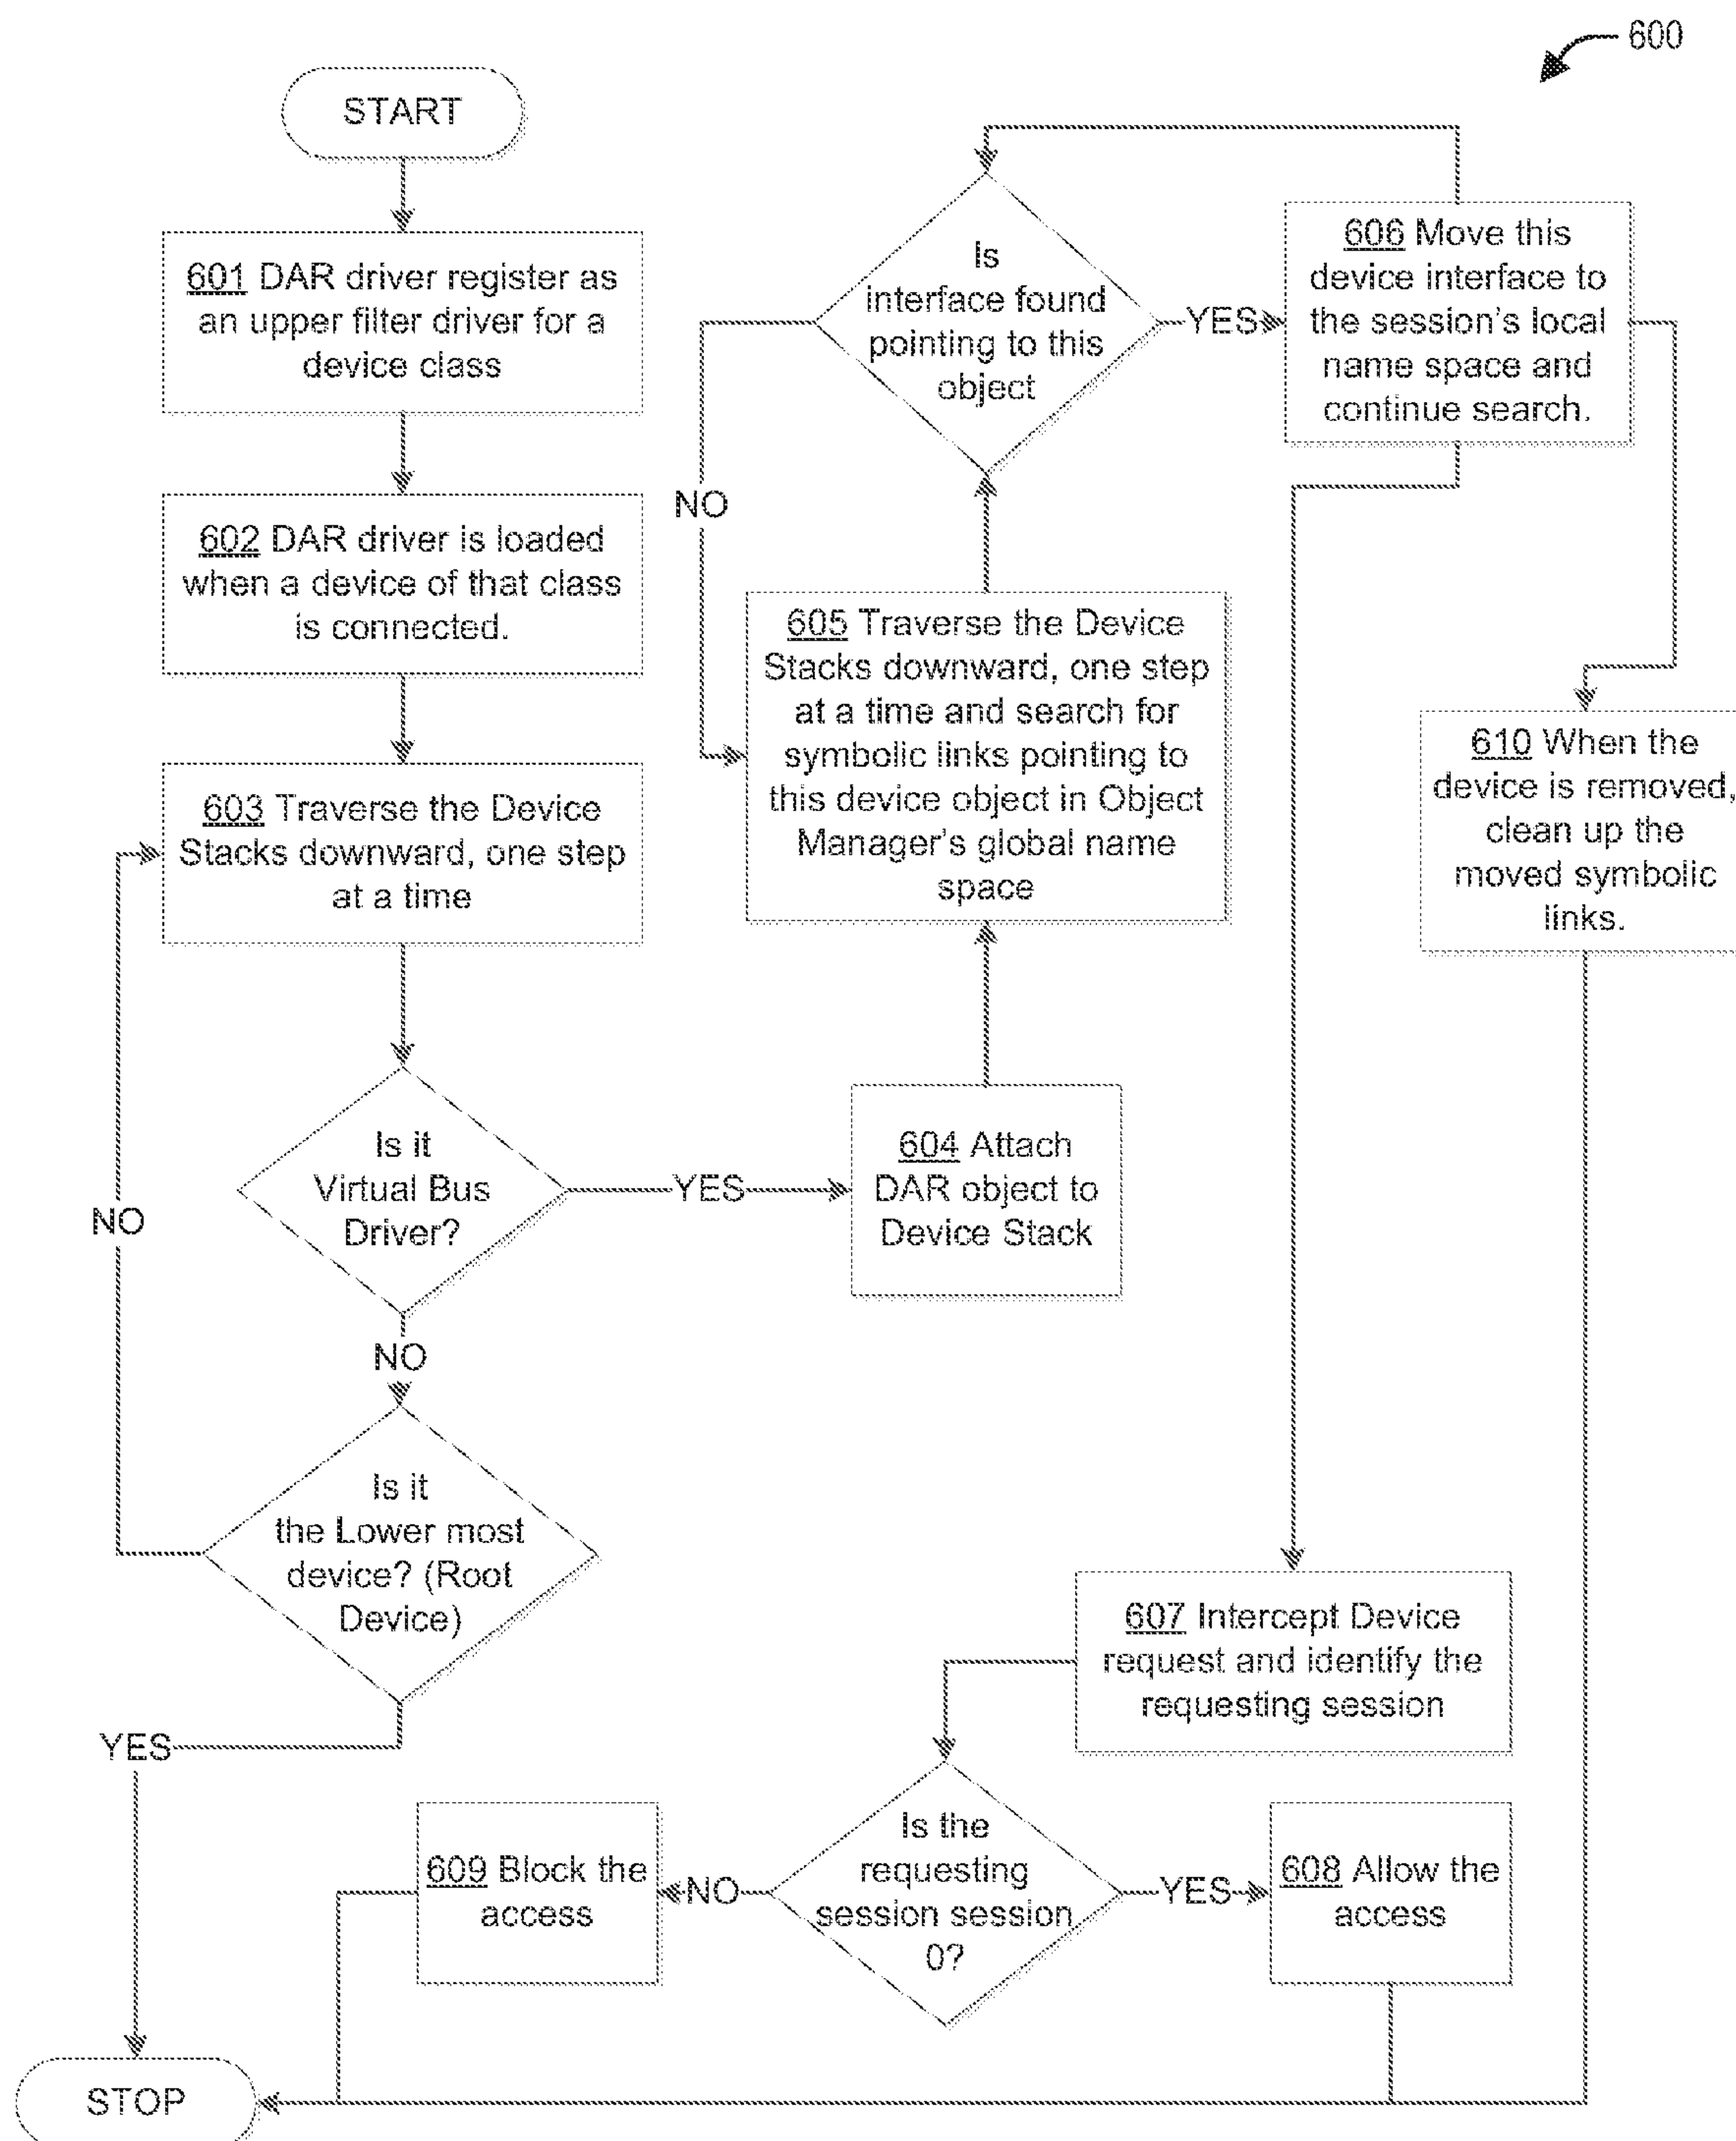 600
START
601 DAR driver register as
an upper filter driver for a
device class
602 DAR driver is loaded
when a device of that class
is connected.
603 Traverse the Device
Stacks downward, one step
at a time
Is it
Virtual Bus
Driver?
YES
NO
NO
Is it
the Lower most
device? (Root
Device)
YES
STOP
604 Attach
DAR object to
Device Stack
605 Traverse the Device
Stacks downward, one step
at a time and search for
symbolic links pointing to
this device object in Object
Manager's global name
space
Is
interface found
pointing to this
object
NO
YES
606 Move this
device interface to
the session's local
name space and
continue search.
610 When the
device is removed,
clean up the
moved symbolic
links.
607 Intercept Device
request and identify the
requesting session
Is the
requesting
session session
0?
NO
YES
609 Block the
access
608 Allow the
access